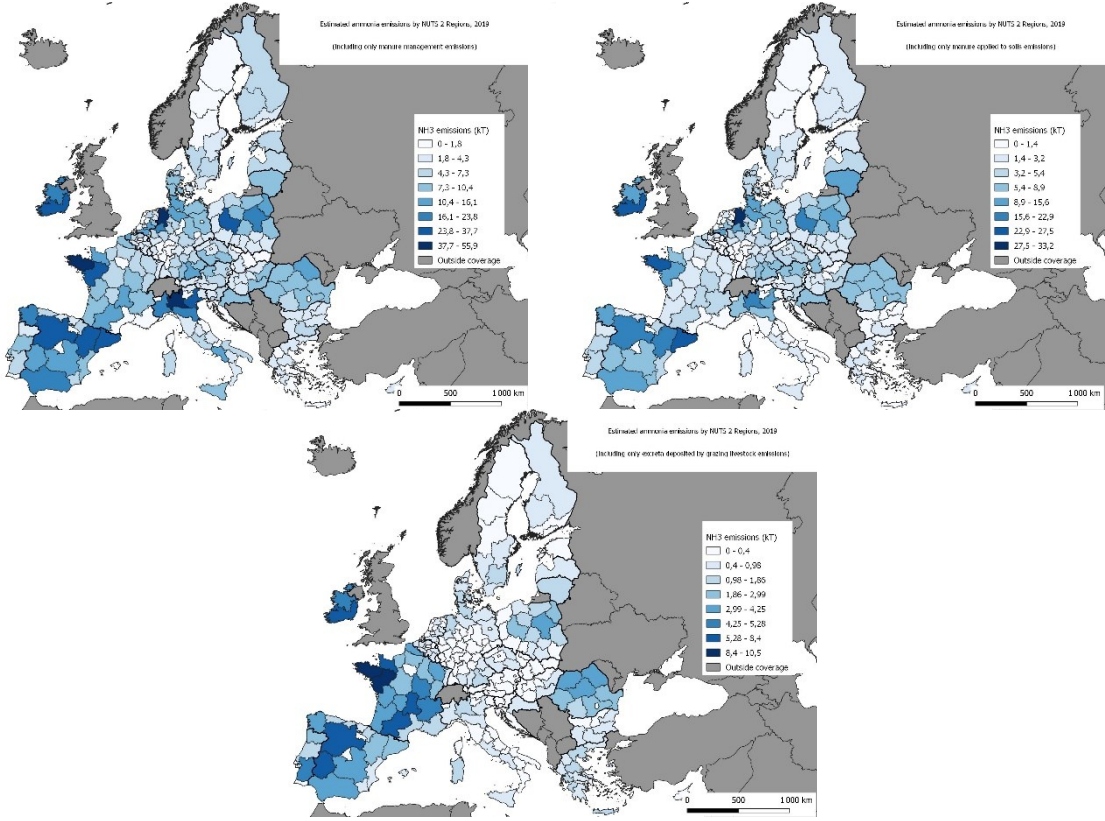 Estimated ammonia emissions by NUTS 2 Regions, 2019
(Including only manure management emissions)
NH3 emissions (kT)
0 - 1,8
1,8 - 4,3
4,3 - 7,3
7,3 - 10,4
10,4 - 16,1
16,1 - 23,8
23,8 - 37,7
37,7 - 55,9
Outside coverage
0 500 1 000 km
Estimated ammonia emissions by NUTS 2 Regions, 2019
(Including only manuse applied to soils emissions)
NH3 emissions (kT)
0 - 1,4
1,4 - 3,2
3,2 - 5,4
5,4 - 8,9
8,9 - 15,6
15,6 - 22,9
22,9 - 27,5
27,5 - 33,2
Outside coverage
0 500 1 000 km
Estimated ammonia emissions by NUTS 2 Regions, 2019
(Including only excreta deposited by grazing livestock emissions)
NH3 emissions (kT)
0 - 0,4
0,4 - 0,98
0,98 - 1,86
1,86 - 2,99
2,99 - 4,25
4,25 - 5,28
5,28 - 8,4
8,4 - 10,5
Outside coverage
0 500 1 000 km